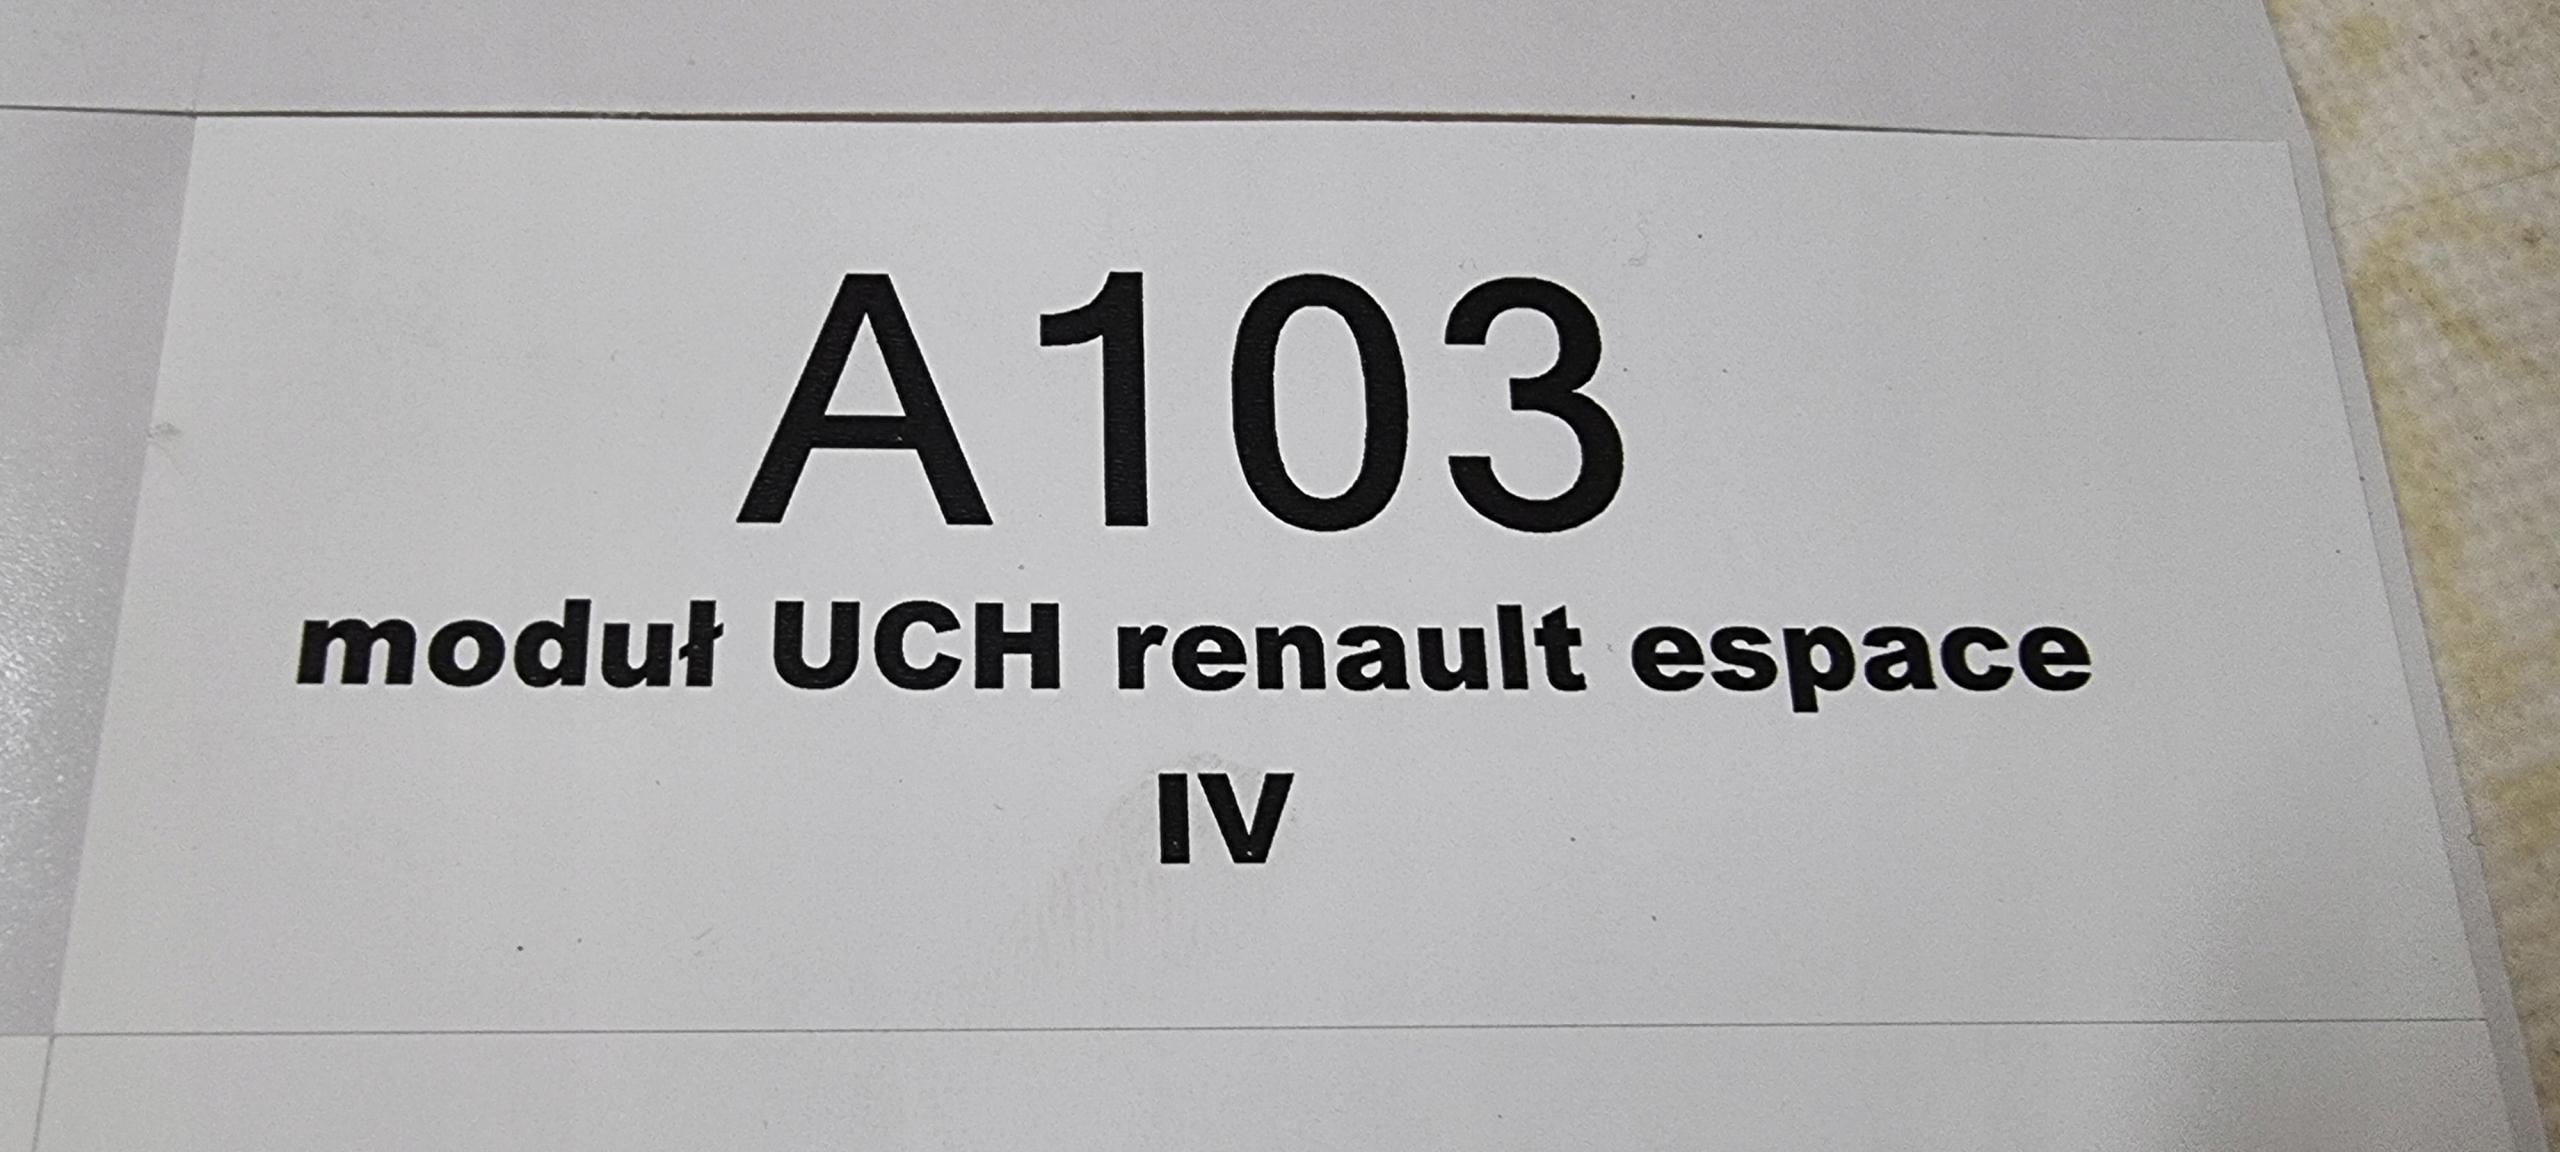 A103
moduł UCH renault espace
IV